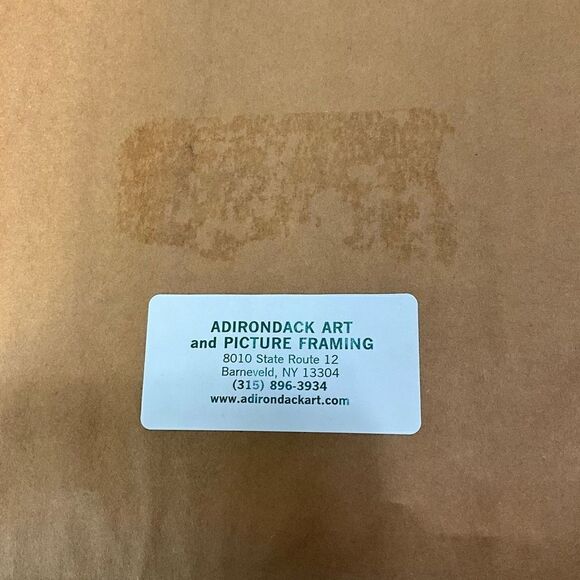 ADIRONDACK ART
and PICTURE FRAMING
8010 State Route 12
Barneveld, NY 13304
(315) 896-3934
www.adirondackart.com